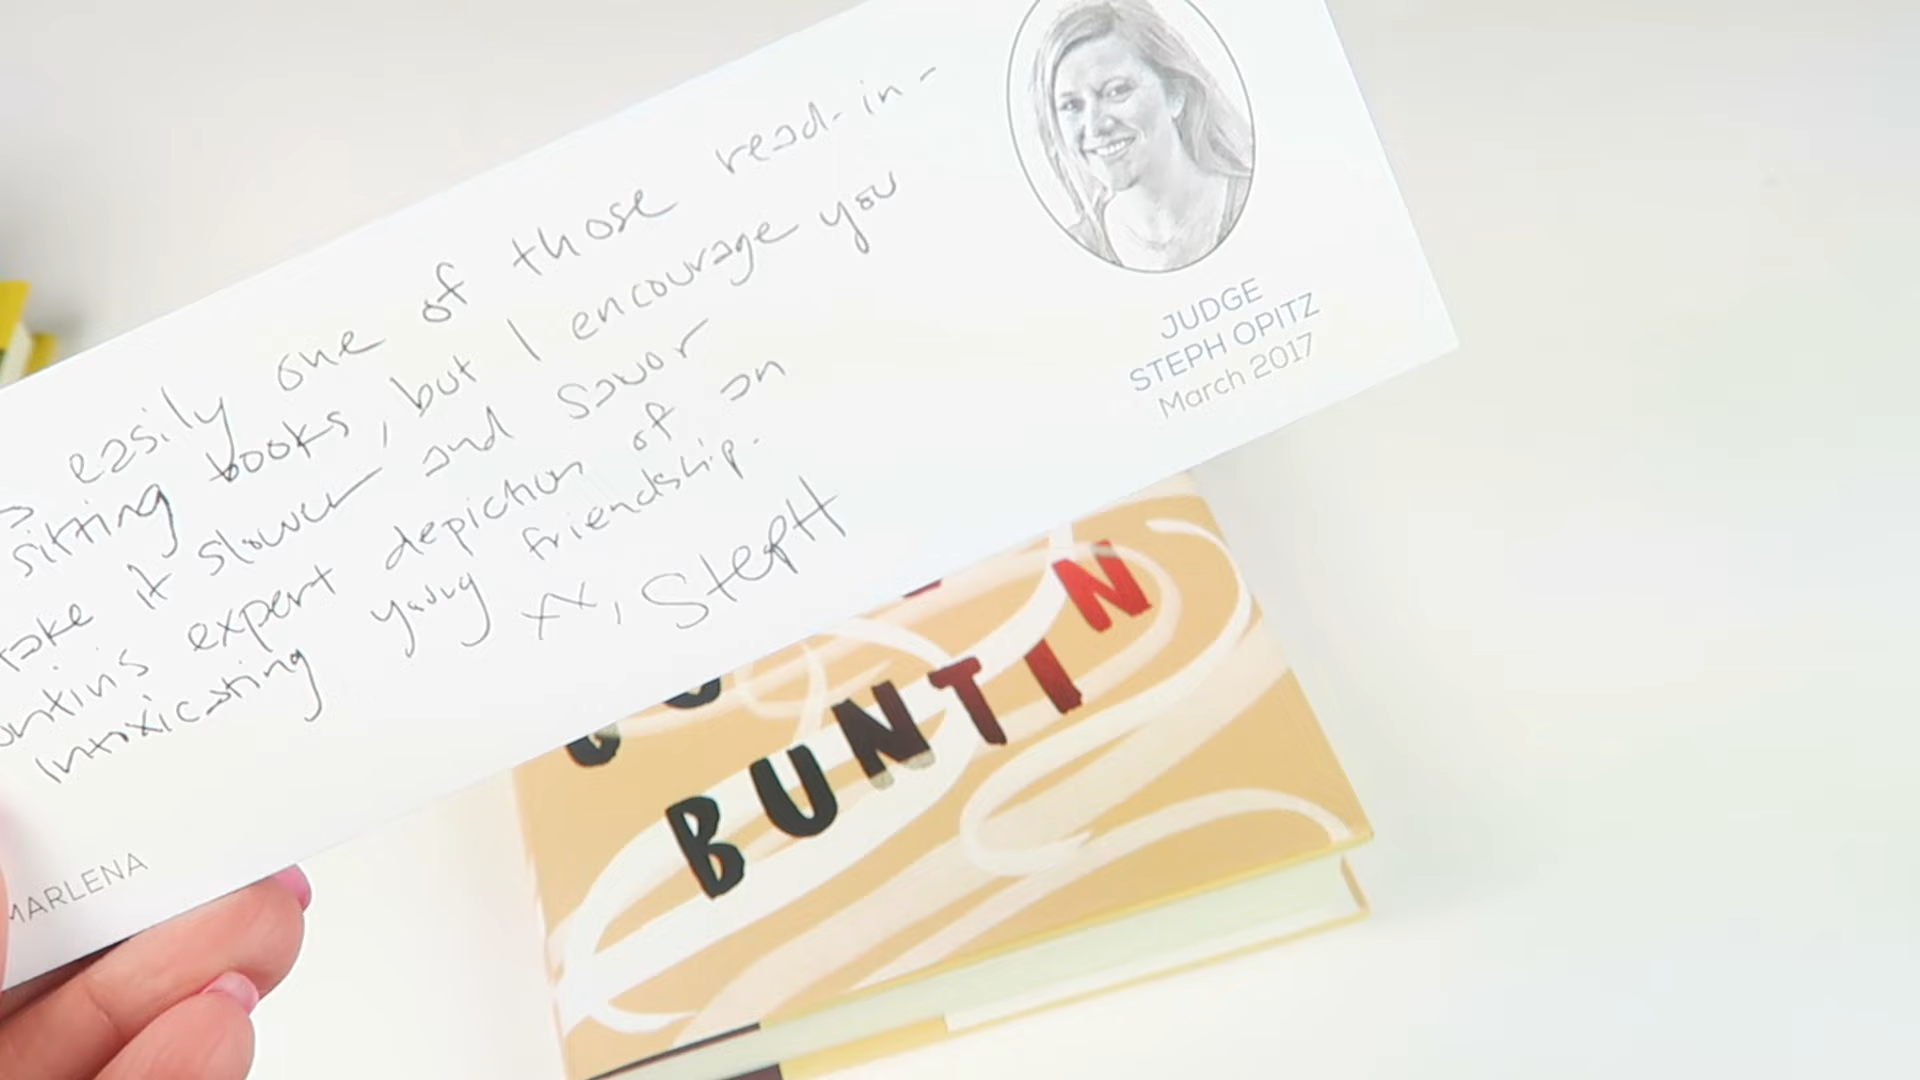 easily one of those read-in-
sitting books, but I encourage you
take it slower and savor
untin's expert depiction of an
intoxicating young friendship.
xx, StepH
JUDGE
STEPH OPITZ
March 2017
MARLENA
BUNTIN